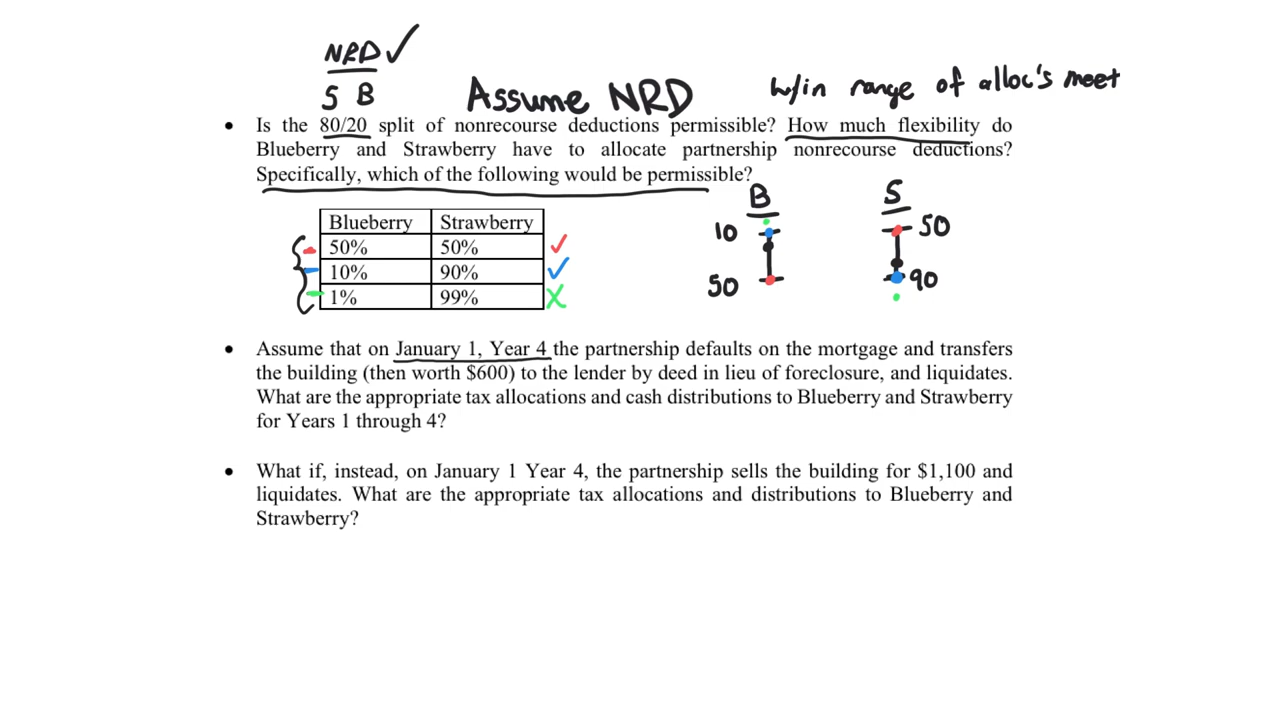 NRD ✓
S B
Assume NRD
w/in range of alloc's meet
• Is the 80/20 split of nonrecourse deductions permissible? How much flexibility do
Blueberry and Strawberry have to allocate partnership nonrecourse deductions?
Specifically, which of the following would be permissible?
Blueberry Strawberry
50% 50% ✓
10% 90% ✓
1% 99% X
B S
10 50
50 90
• Assume that on January 1, Year 4 the partnership defaults on the mortgage and transfers
the building (then worth $600) to the lender by deed in lieu of foreclosure, and liquidates.
What are the appropriate tax allocations and cash distributions to Blueberry and Strawberry
for Years 1 through 4?
• What if, instead, on January 1 Year 4, the partnership sells the building for $1,100 and
liquidates. What are the appropriate tax allocations and distributions to Blueberry and
Strawberry?